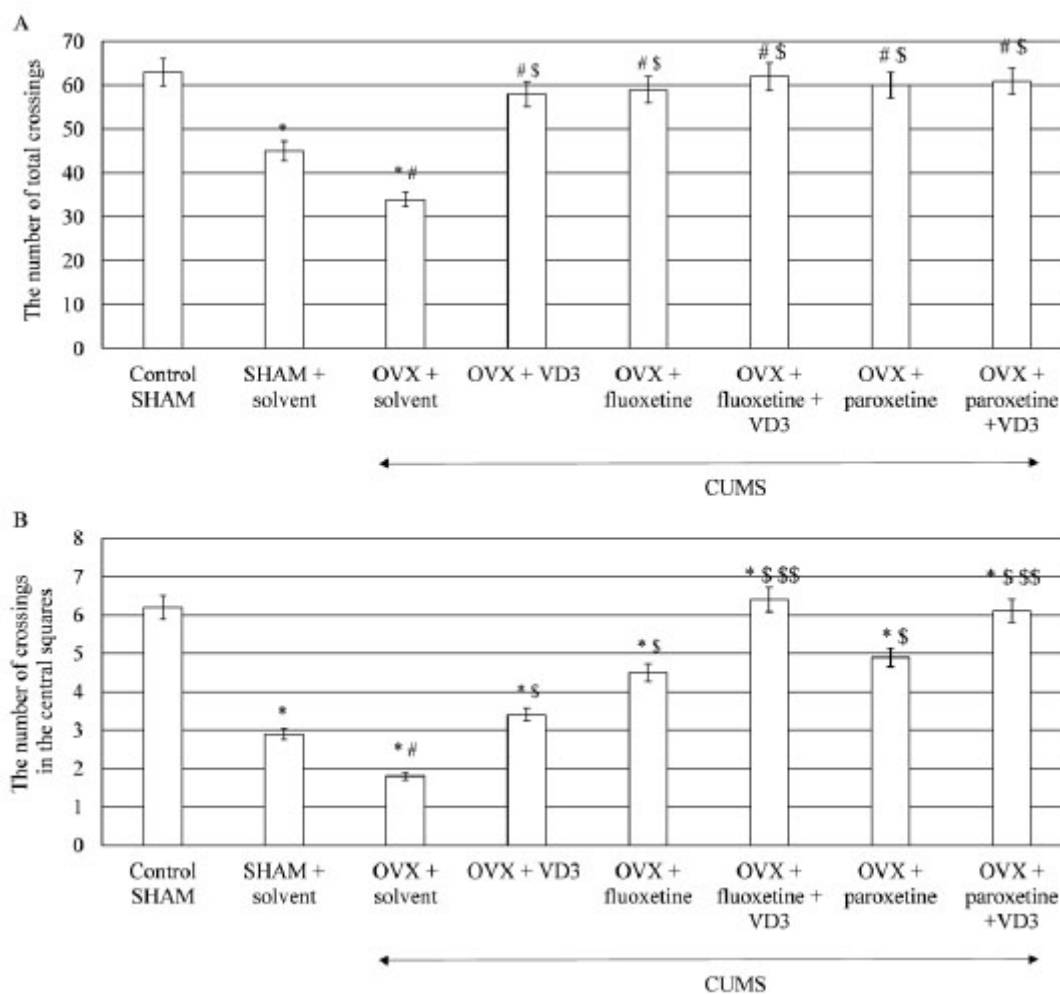 A
The number of total crossings
70
60
50
40
30
20
10
0
*
* #
# $
# $
# $
# $
# $
Control
SHAM
SHAM +
solvent
OVX +
solvent
OVX + VD3
OVX +
fluoxetine
OVX +
fluoxetine +
VD3
OVX +
paroxetine
OVX +
paroxetine
+VD3
CUMS
B
The number of crossings
in the central squares
8
7
6
5
4
3
2
1
0
*
* #
* $
* $
* $ $$
* $
* $ $$
Control
SHAM
SHAM +
solvent
OVX +
solvent
OVX + VD3
OVX +
fluoxetine
OVX +
fluoxetine +
VD3
OVX +
paroxetine
OVX +
paroxetine
+VD3
CUMS